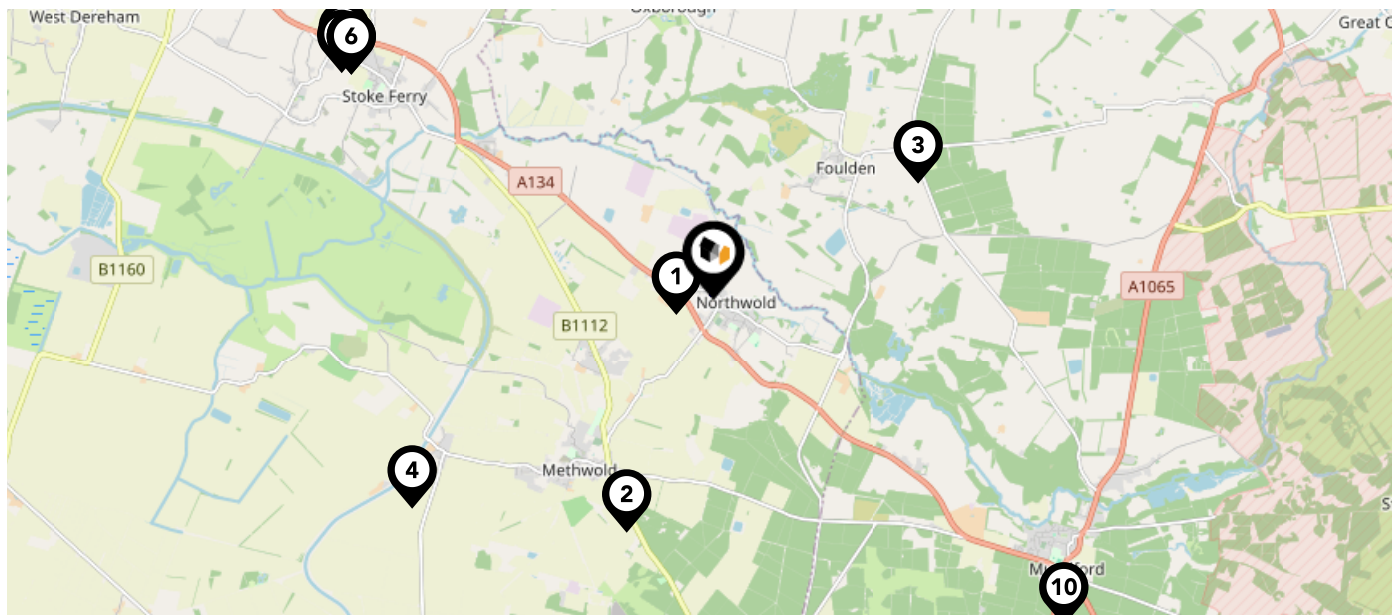 West Dereham
Oxborough
Great C
6
Stoke Ferry
3
Foulden
A134
1
Northwold
B1160
A1065
B1112
4
Methwold
2
S
10